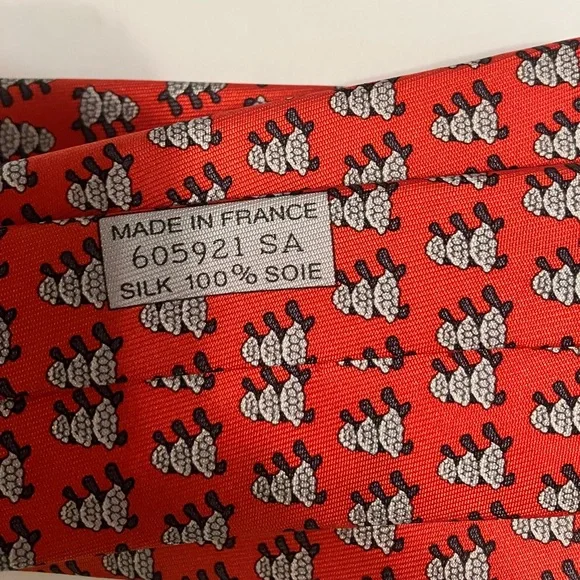 MADE IN FRANCE
605921 SA
SILK 100% SOIE